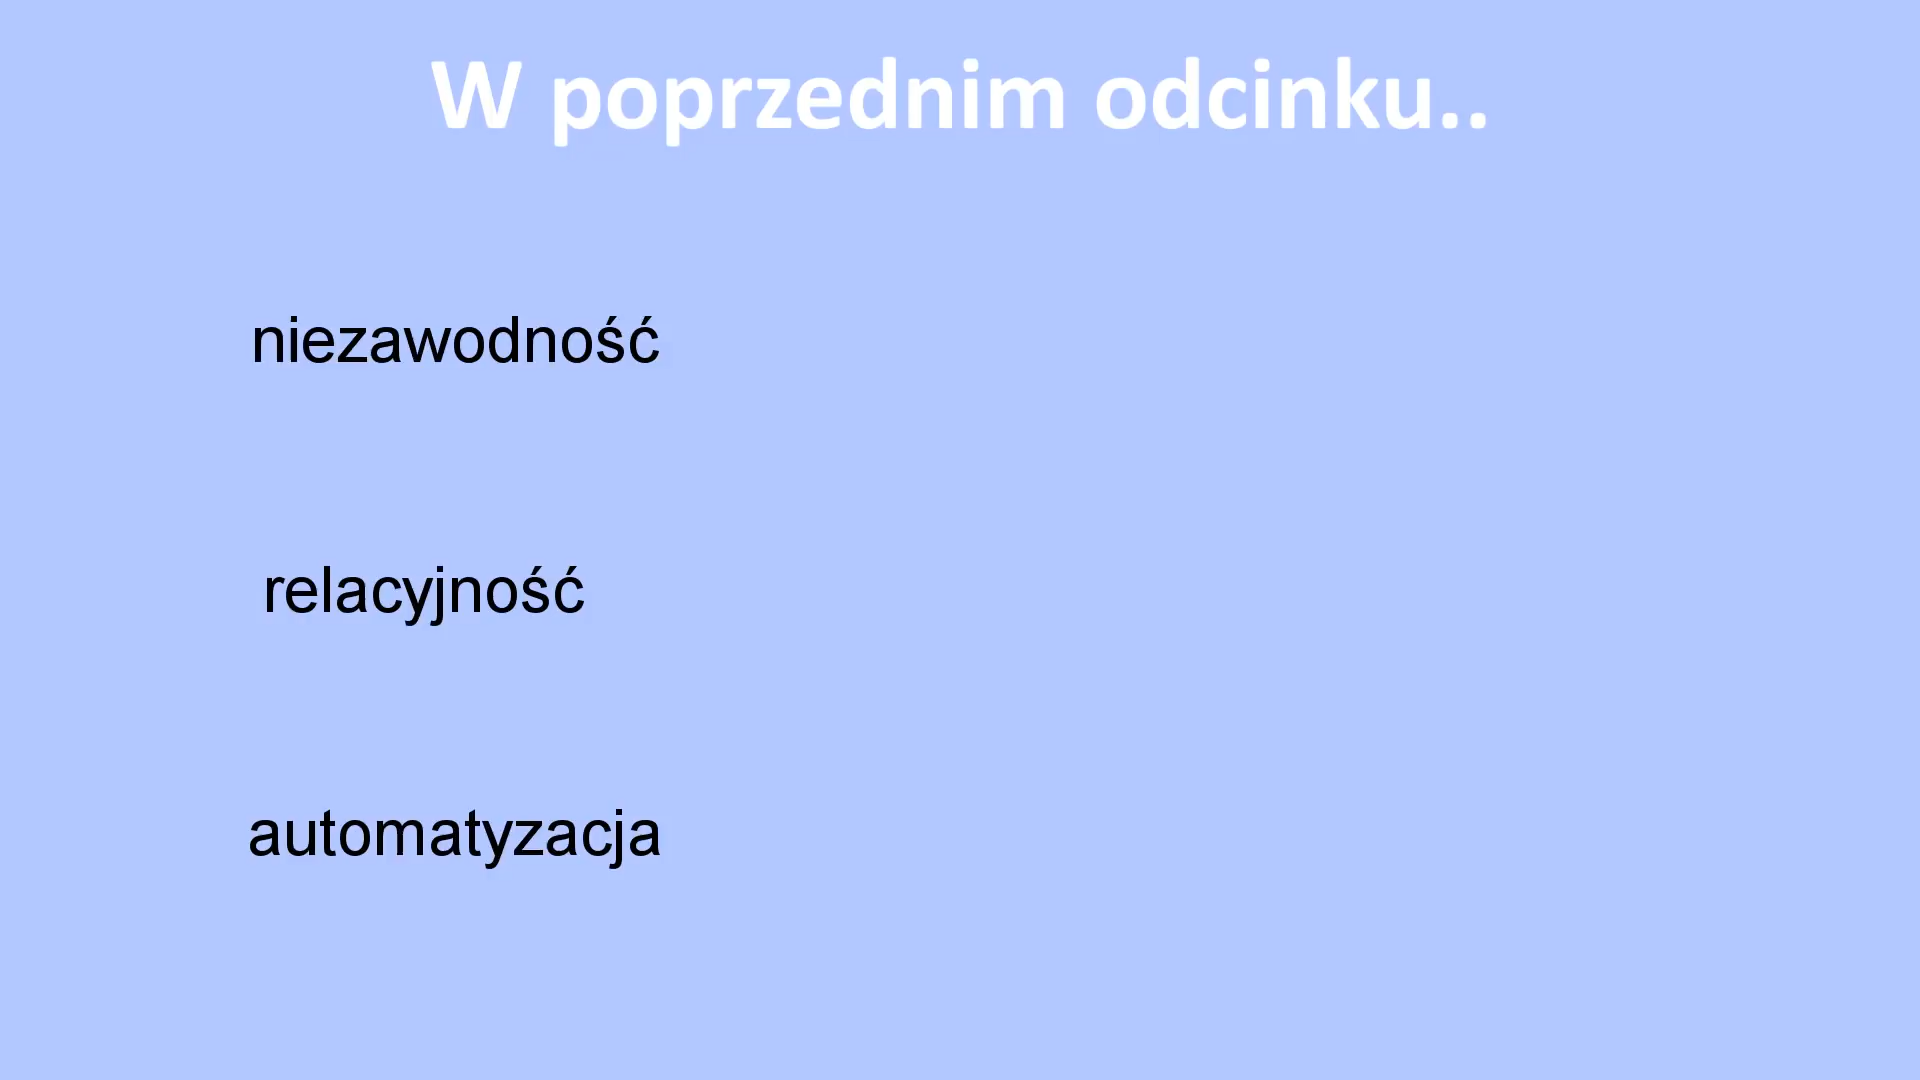 W poprzednim odcinku..
niezawodność
relacyjność
automatyzacja